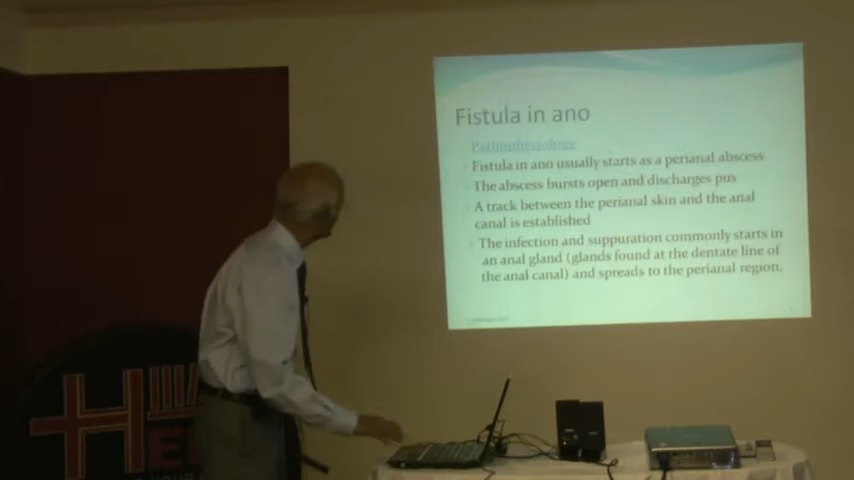 Fistula in ano
Pathophysiology
Fistula in ano usually starts as a perianal abscess
The abscess bursts open and discharges pus
A track between the perianal skin and the anal
canal is established
The infection and suppuration commonly starts in
an anal gland (glands found at the dentate line of
the anal canal) and spreads to the perianal region.